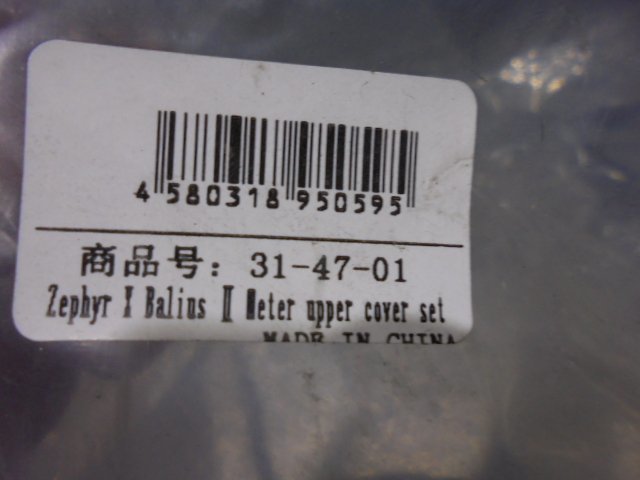 4 580318 950595
商品号: 31-47-01
Zephyr X Balius Ⅱ Meter upper cover set
MADE IN CHINA